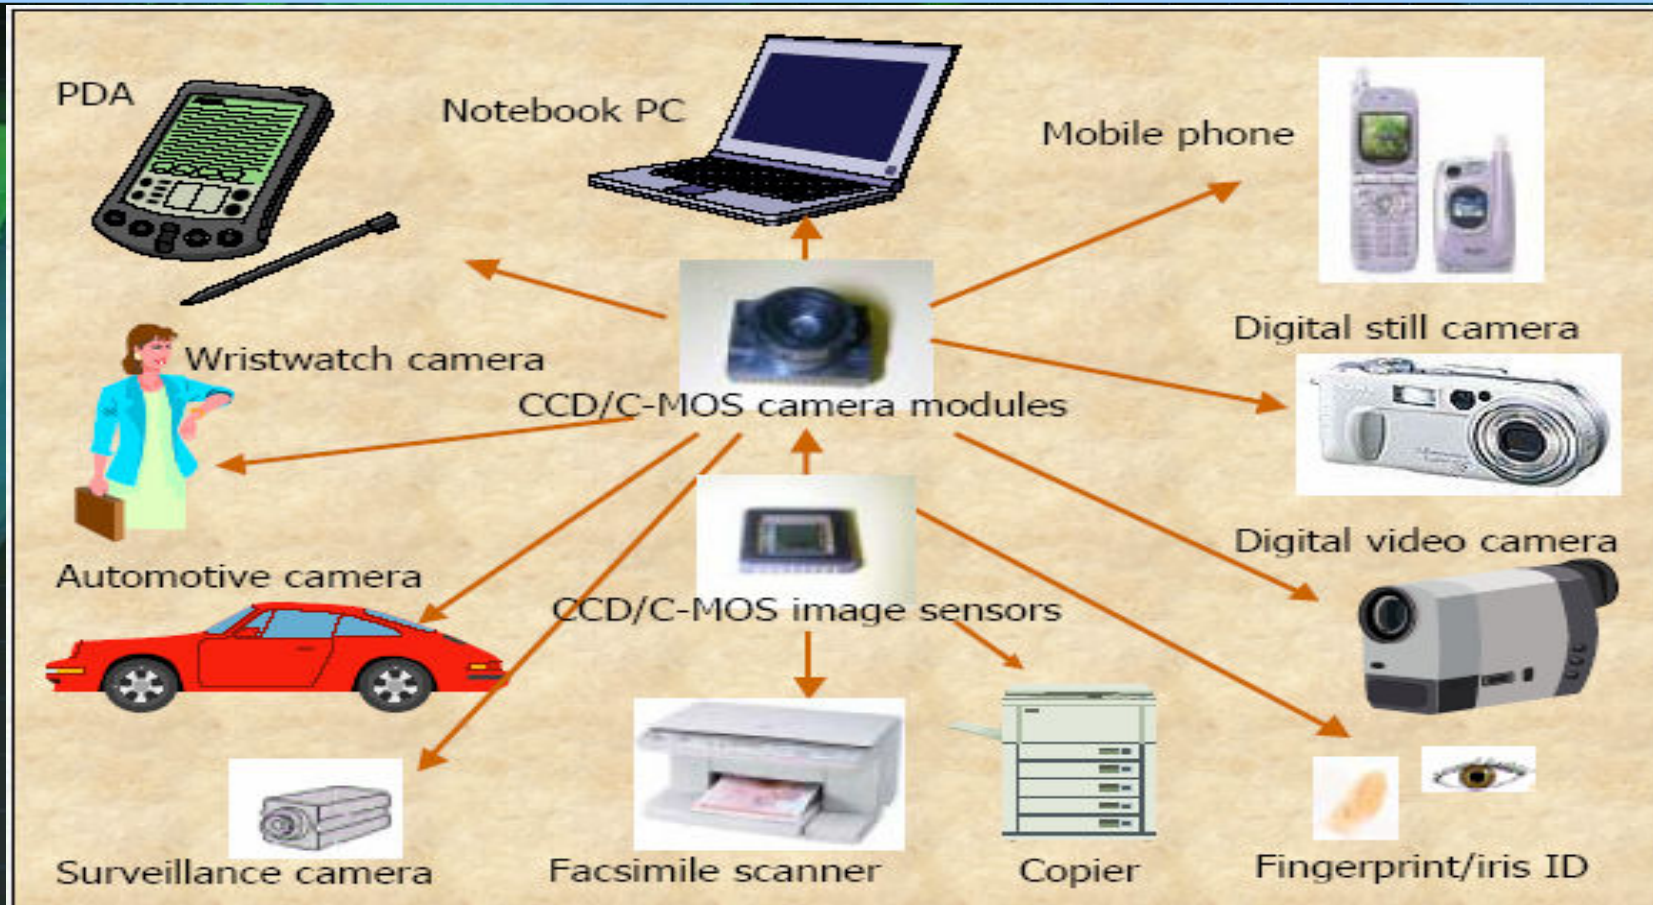 PDA
Notebook PC
Mobile phone
Digital still camera
Wristwatch camera
CCD/C-MOS camera modules
Digital video camera
Automotive camera
CCD/C-MOS image sensors
Surveillance camera
Facsimile scanner
Copier
Fingerprint/iris ID